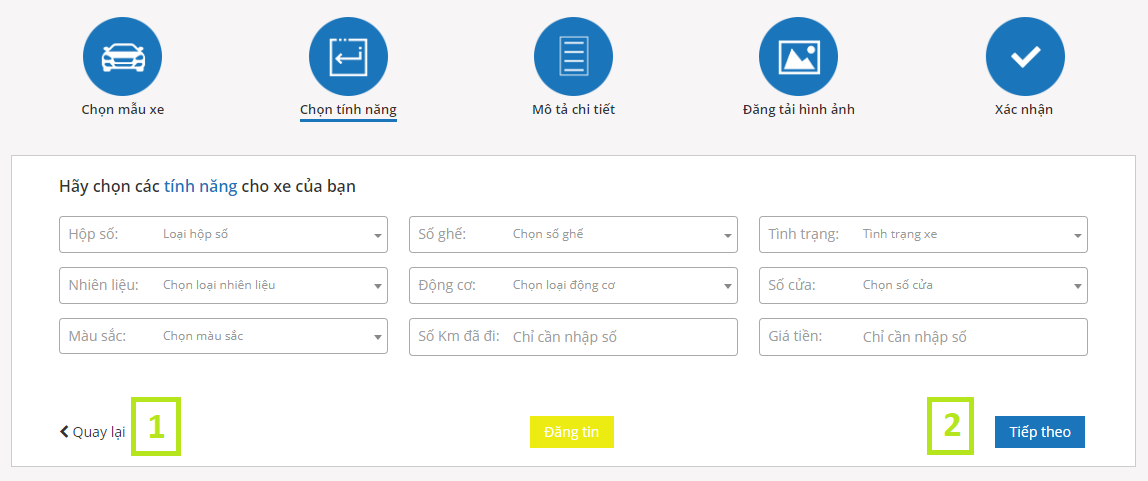 Chọn mẫu xe
Chọn tính năng
Mô tả chi tiết
Đăng tải hình ảnh
Xác nhận
Hãy chọn các tính năng cho xe của bạn
Hộp số: Loại hộp số
Số ghế: Chọn số ghế
Tình trạng: Tình trạng xe
Nhiên liệu: Chọn loại nhiên liệu
Động cơ: Chọn loại động cơ
Số cửa: Chọn số cửa
Màu sắc: Chọn màu sắc
Số Km đã đi: Chỉ cần nhập số
Giá tiền: Chỉ cần nhập số
Quay lại
1
Đăng tin
2
Tiếp theo